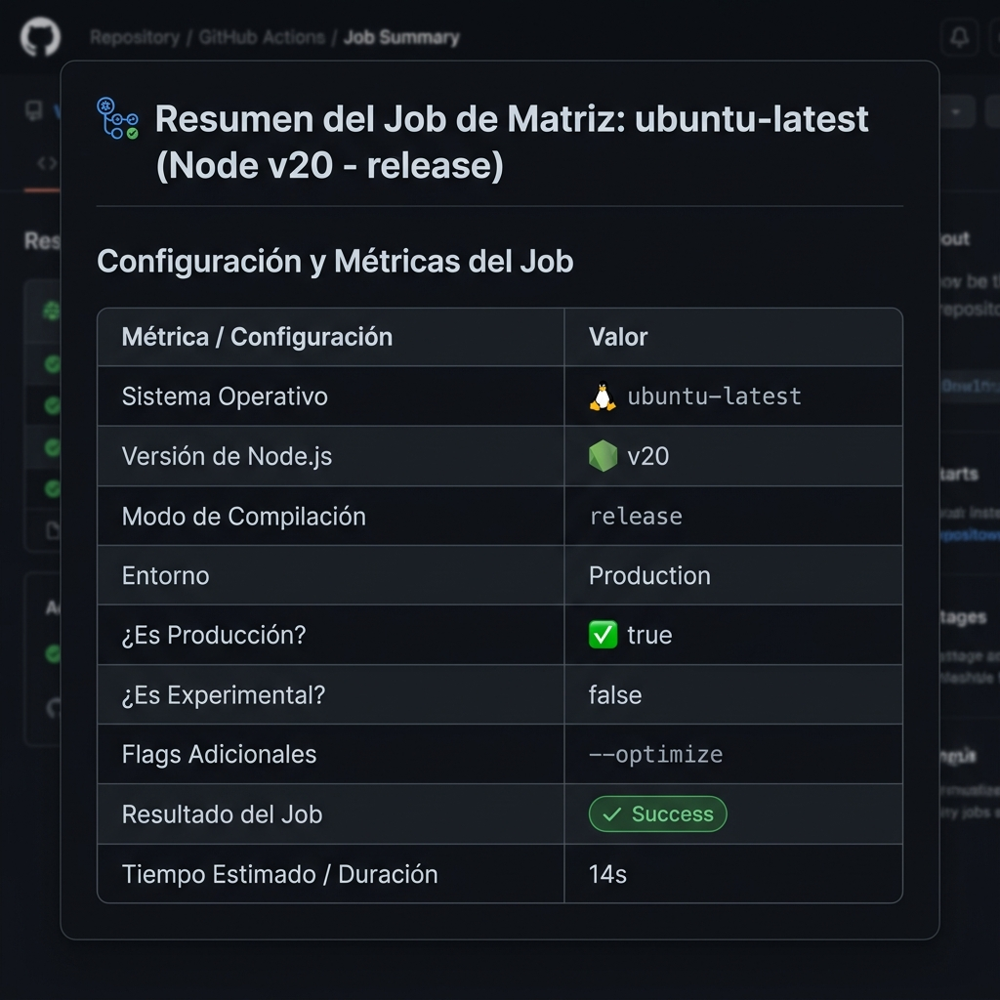 Repository / GitHub Actions / Job Summary
Resumen del Job de Matriz: ubuntu-latest
(Node v20 - release)
Configuración y Métricas del Job
Métrica / Configuración Valor
Sistema Operativo ubuntu-latest
Versión de Node.js v20
Modo de Compilación release
Entorno Production
¿Es Producción? true
¿Es Experimental? false
Flags Adicionales --optimize
Resultado del Job Success
Tiempo Estimado / Duración 14s